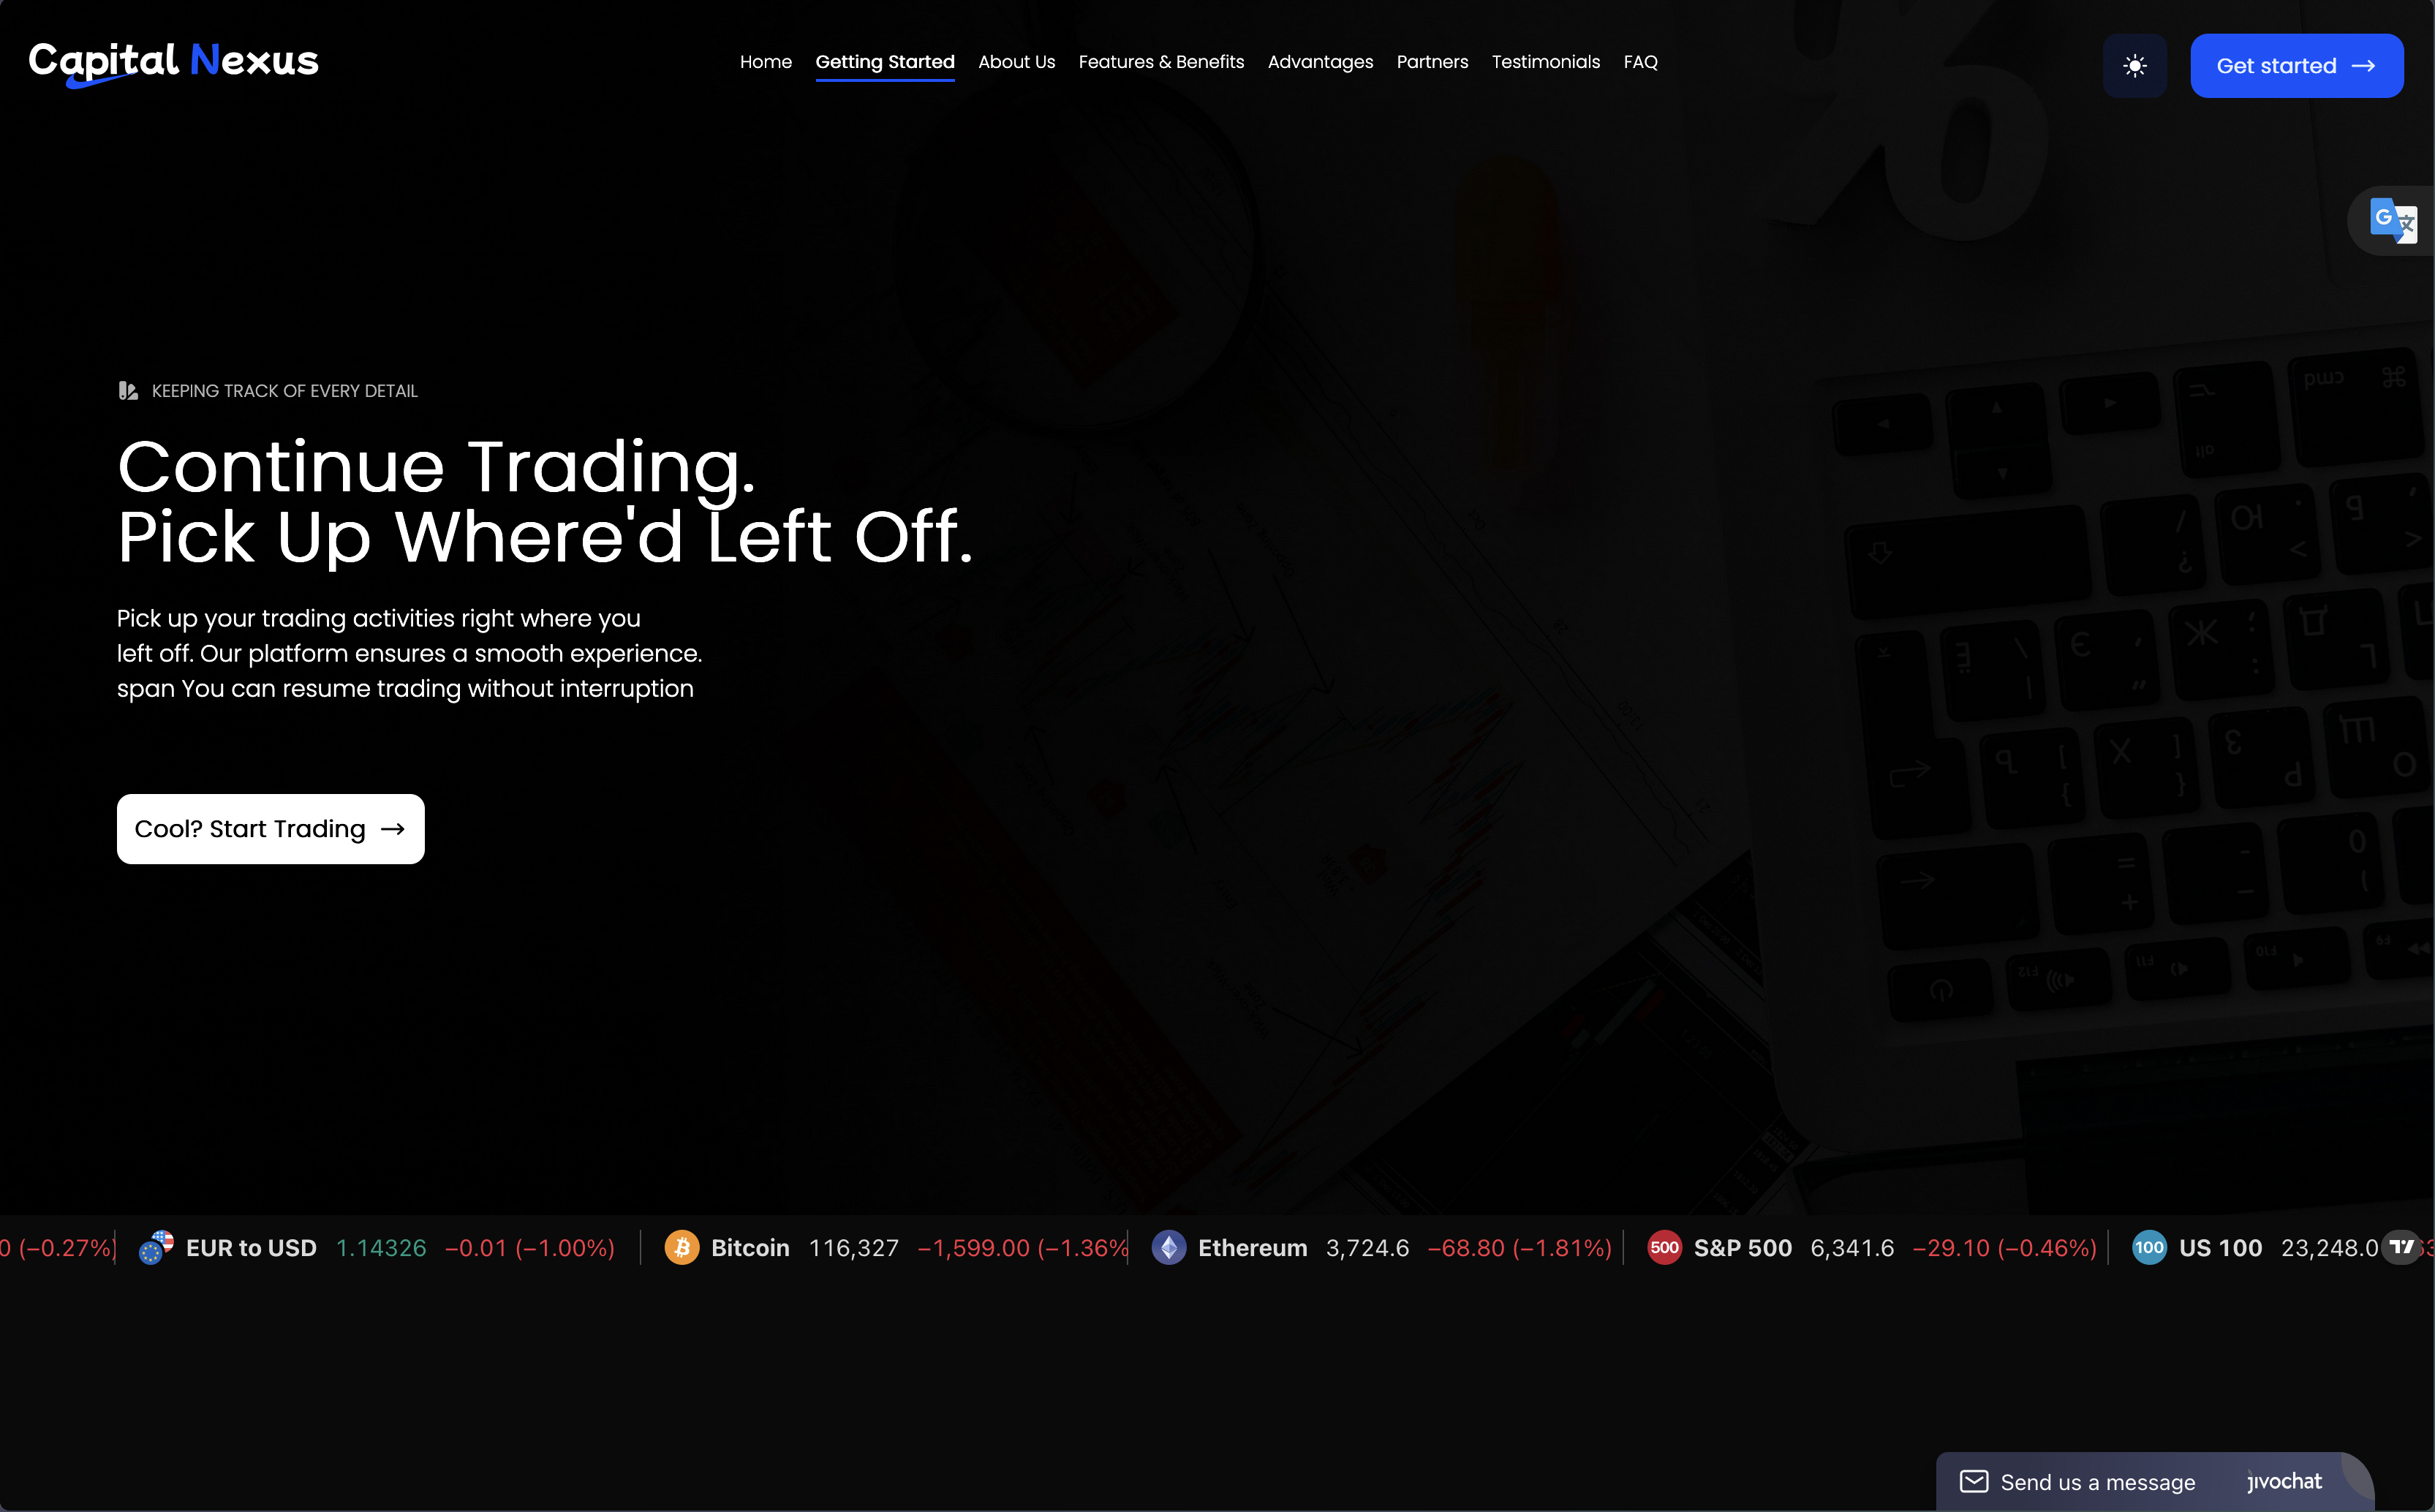 Capital Nexus
Home Getting Started About Us Features & Benefits Advantages Partners Testimonials FAQ
Get started →
KEEPING TRACK OF EVERY DETAIL
Continue Trading.
Pick Up Where'd Left Off.
Pick up your trading activities right where you
left off. Our platform ensures a smooth experience.
span You can resume trading without interruption
Cool? Start Trading →
0 (−0.27%) EUR to USD 1.14326 −0.01 (−1.00%) Bitcoin 116,327 −1,599.00 (−1.36% Ethereum 3,724.6 −68.80 (−1.81%) 500 S&P 500 6,341.6 −29.10 (−0.46%) 100 US 100 23,248.0
Send us a message jivochat